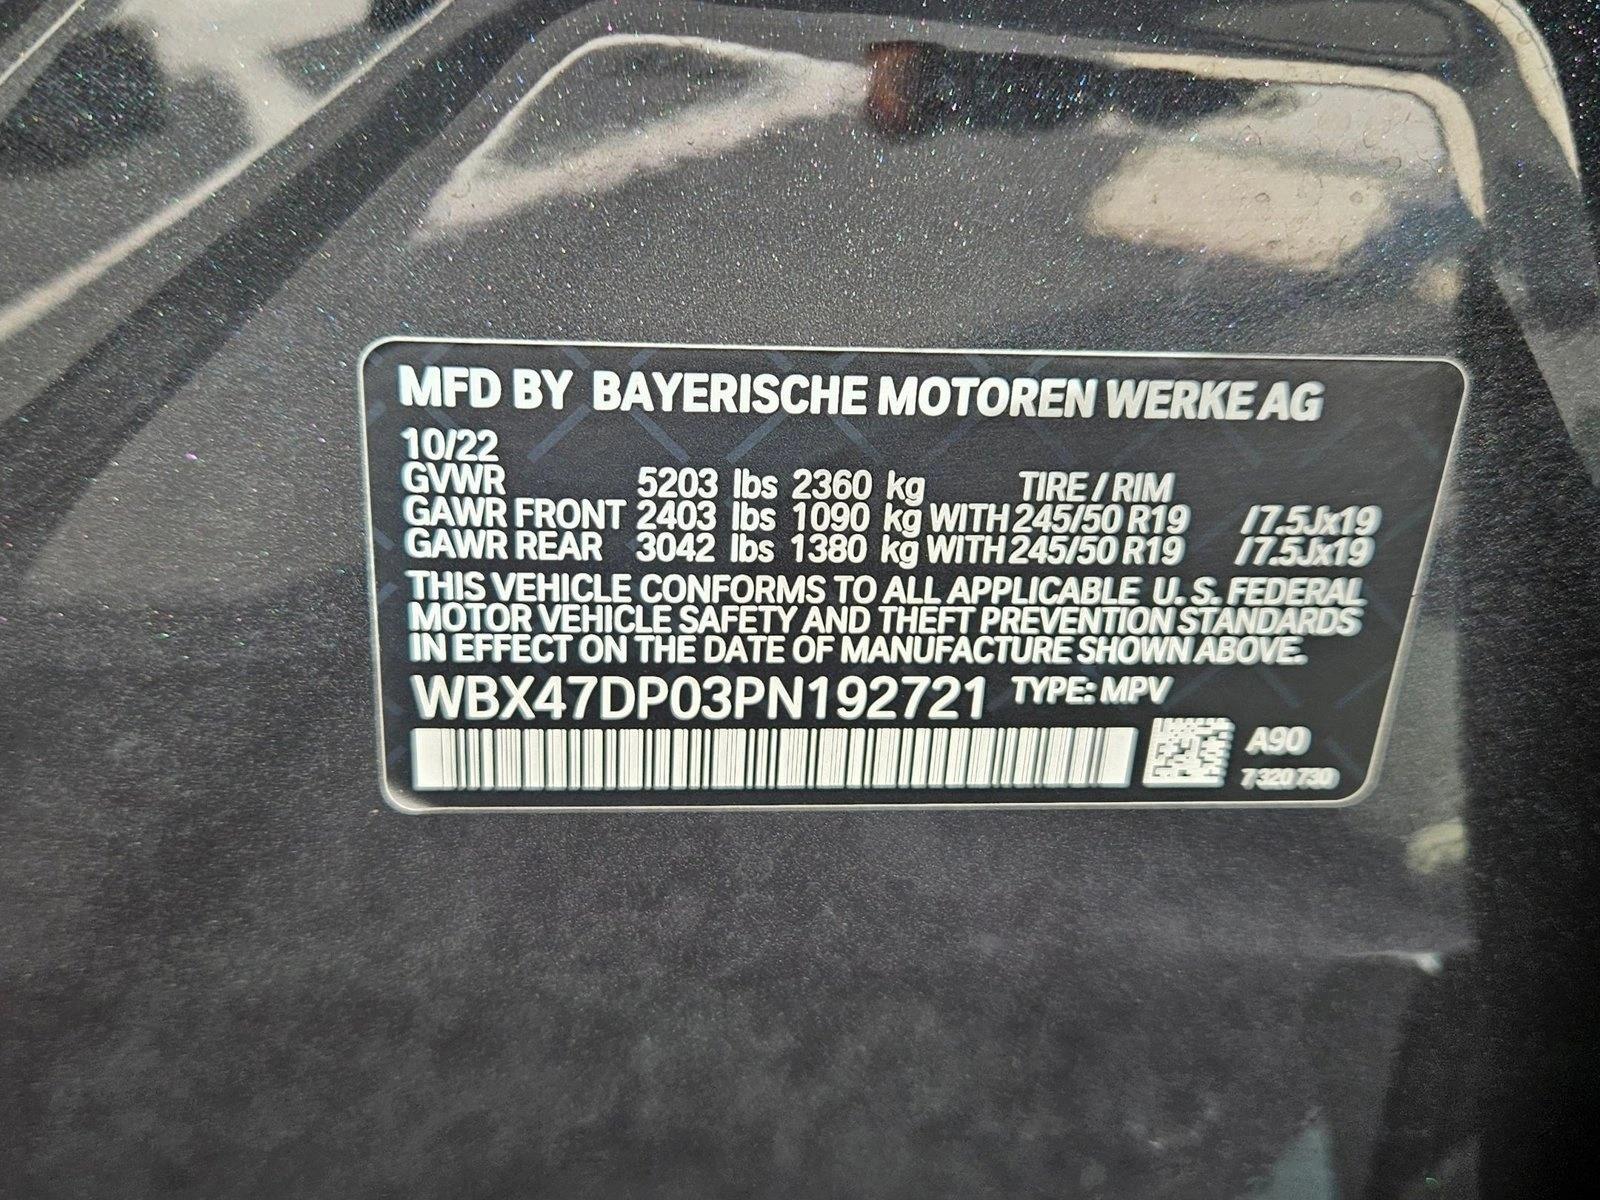 MFD BY BAYERISCHE MOTOREN WERKE AG
10/22
GVWR 5203 lbs 2360 kg TIRE / RIM
GAWR FRONT 2403 lbs 1090 kg WITH 245/50 R19 /7.5Jx19
GAWR REAR 3042 lbs 1380 kg WITH 245/50 R19 /7.5Jx19
THIS VEHICLE CONFORMS TO ALL APPLICABLE U.S. FEDERAL
MOTOR VEHICLE SAFETY AND THEFT PREVENTION STANDARDS
IN EFFECT ON THE DATE OF MANUFACTURE SHOWN ABOVE.
WBX47DP03PN192721 TYPE: MPV
A90
7 320 730